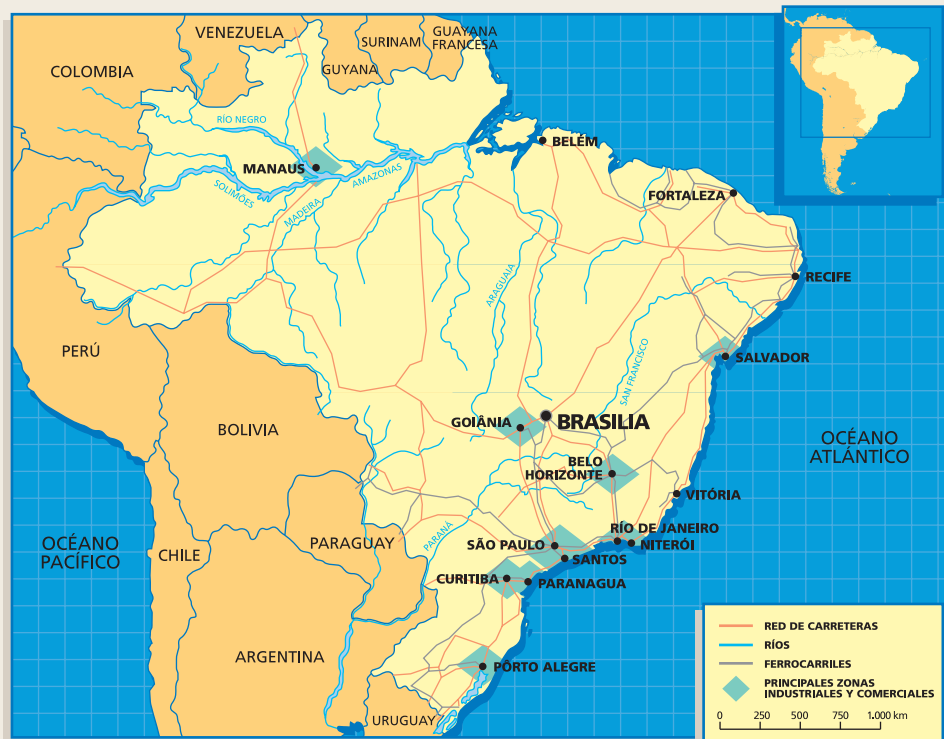 VENEZUELA
SURINAM
GUAYANA
FRANCESA
COLOMBIA
GUYANA
RÍO NEGRO
BELÉM
MANAUS
AMAZONAS
SOLIMÕES
FORTALEZA
MADEIRA
ARAGUAIA
RECIFE
PERÚ
SALVADOR
SAN FRANCISCO
GOIÂNIA
BRASILIA
BOLIVIA
OCÉANO
ATLÁNTICO
BELO
HORIZONTE
VITÓRIA
RÍO DE JANEIRO
PARANÁ
OCÉANO
PACÍFICO
CHILE
PARAGUAY
SÃO PAULO
NITERÓI
SANTOS
CURITIBA
PARANAGUA
ARGENTINA
PÔRTO ALEGRE
URUGUAY
RED DE CARRETERAS
RÍOS
FERROCARRILES
PRINCIPALES ZONAS
INDUSTRIALES Y COMERCIALES
0 250 500 1.000 km